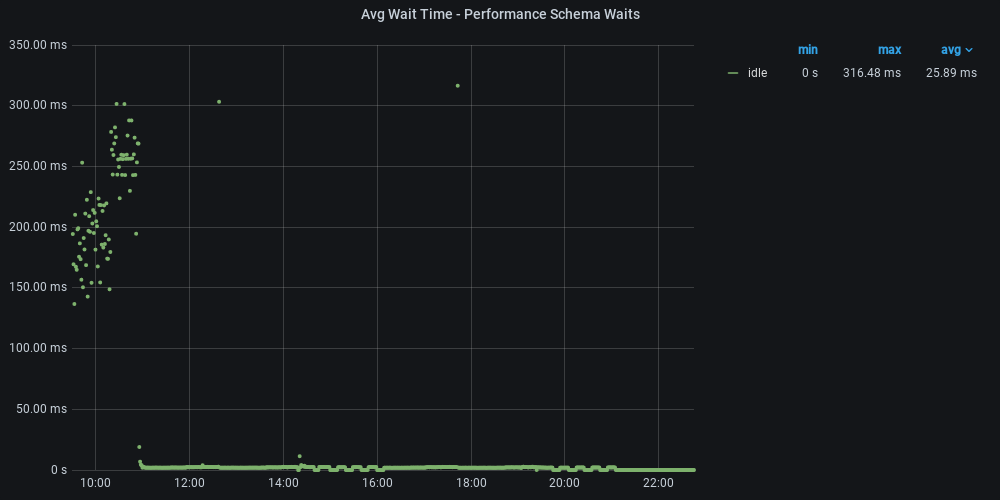 Avg Wait Time - Performance Schema Waits
350.00 ms
300.00 ms
250.00 ms
200.00 ms
150.00 ms
100.00 ms
50.00 ms
0 s
10:00 12:00 14:00 16:00 18:00 20:00 22:00
min max avg
idle 0 s 316.48 ms 25.89 ms